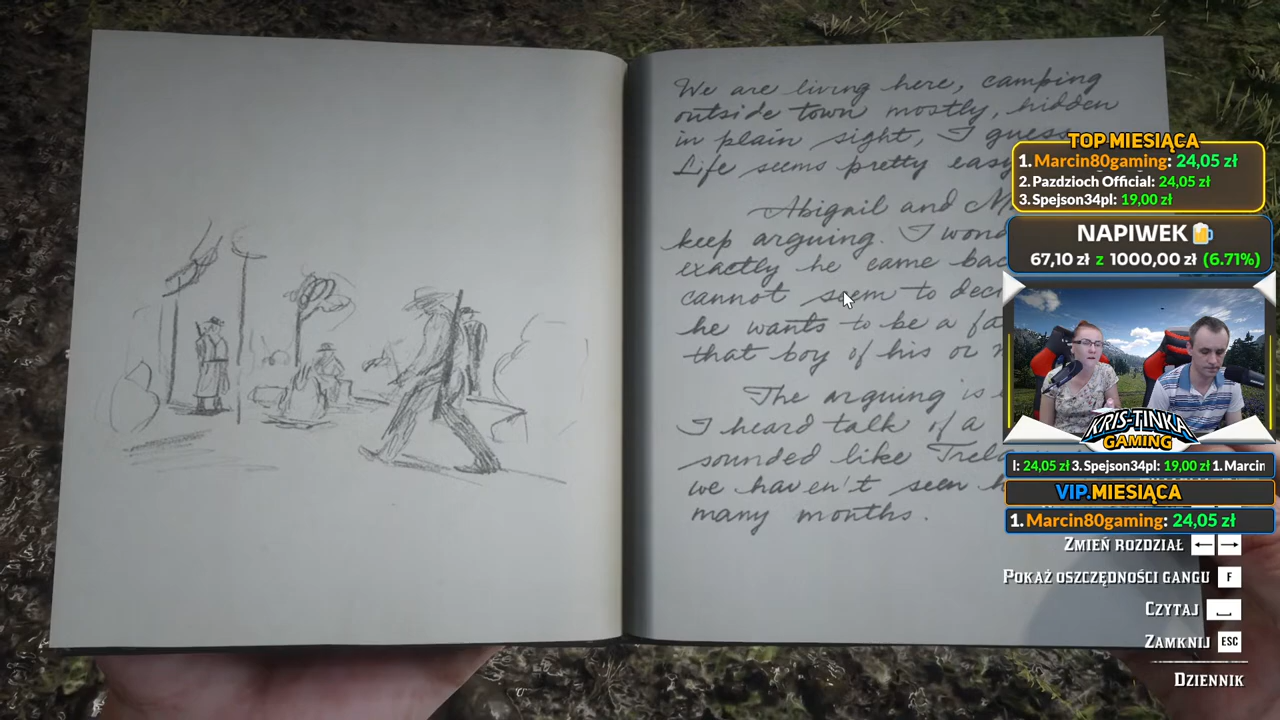 We are living here, camping
outside town mostly, hidden
in plain sight, I guess
Life seems pretty easy
Abigail and
keep arguing. I
exactly he came
cannot seem to
he wants to be a
that boy of his or
The arguing is
I heard talk of a
sounded like
we haven't seen
many months.
TOP MIESIĄCA
1. Marcin80gaming: 24,05 zł
2. Pazdzioch Official: 24,05 zł
3. Spejson34pl: 19,00 zł
NAPIWEK
67,10 zł z 1000,00 zł (6.71%)
KRIS-TINKA
GAMING
l: 24,05 zł 3. Spejson34pl: 19,00 zł 1. Marcin
VIP.MIESIĄCA
1. Marcin80gaming: 24,05 zł
ZMIEŃ ROZDZIAŁ
POKAŻ OSZCZĘDNOŚCI GANGU F
CZYTAJ
ZAMKNIJ ESC
DZIENNIK